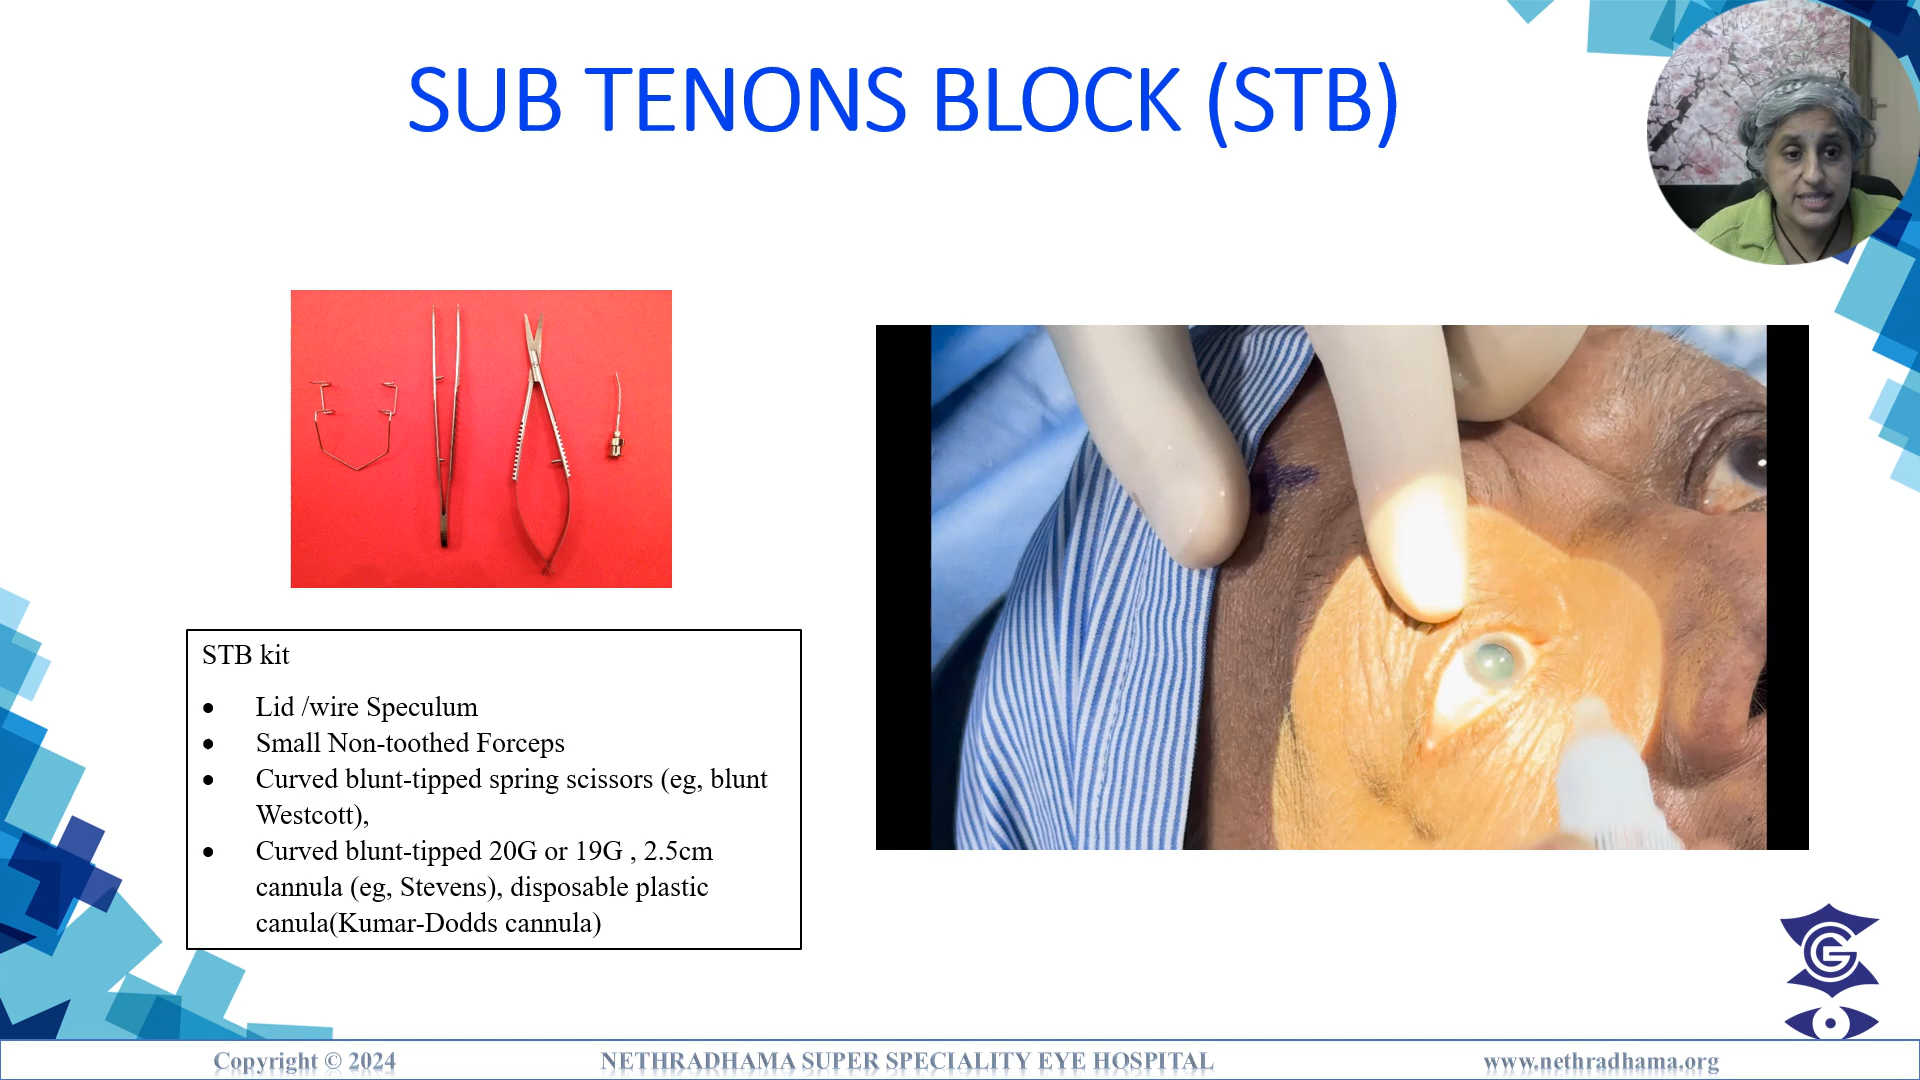 SUB TENONS BLOCK (STB)
STB kit
• Lid /wire Speculum
• Small Non-toothed Forceps
• Curved blunt-tipped spring scissors (eg, blunt
Westcott),
• Curved blunt-tipped 20G or 19G , 2.5cm
cannula (eg, Stevens), disposable plastic
canula(Kumar-Dodds cannula)
Copyright © 2024
NETHRADHAMA SUPER SPECIALITY EYE HOSPITAL
www.nethradhama.org